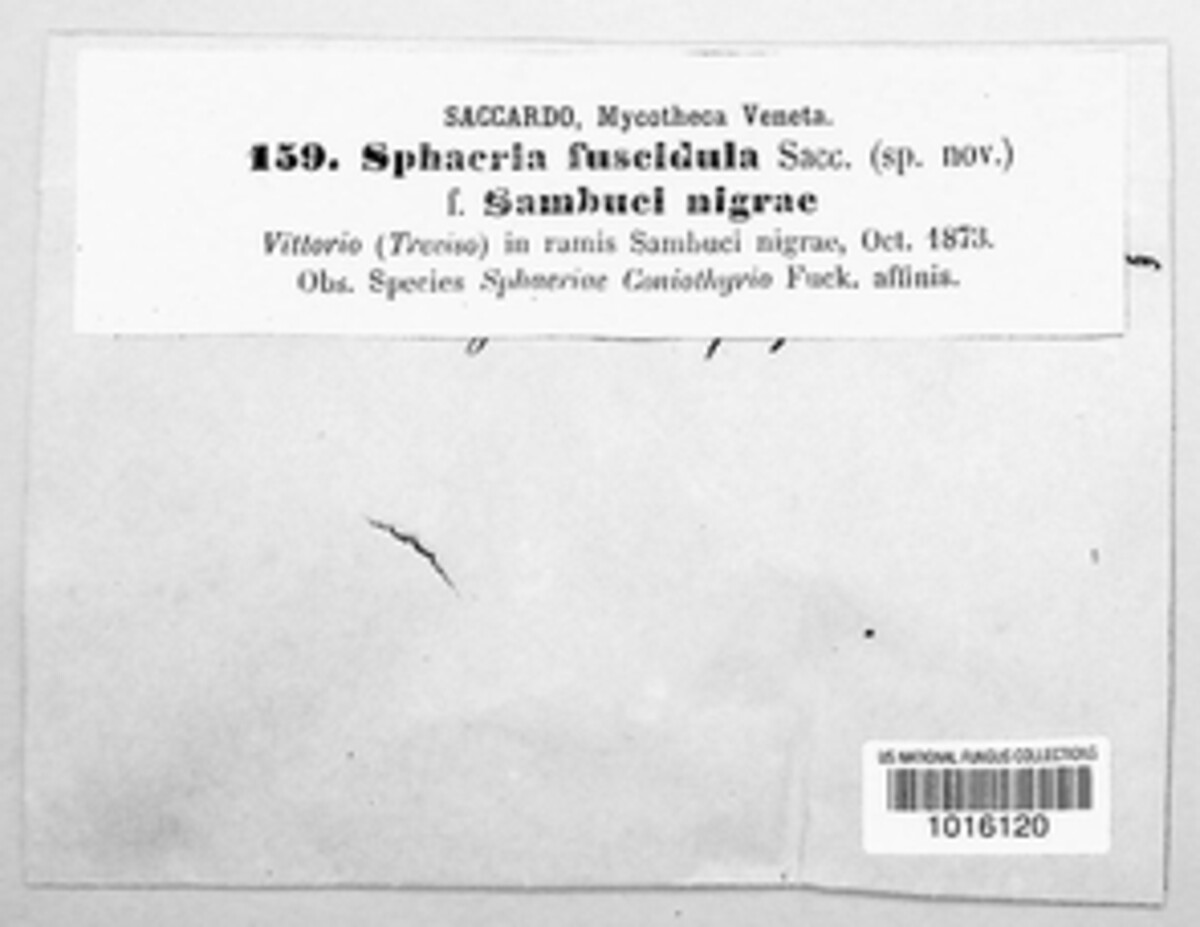 SACCARDO, Mycotheca Veneta.
159. Sphaeria fuscidula Sacc. (sp. nov.)
f. Sambuci nigrae
Vittorio (Treviso) in ramis Sambuci nigrae, Oct. 1873.
Obs. Species Sphaeriae Coniothyrio Fuck. affinis.
US NATIONAL FUNGUS COLLECTIONS
1016120